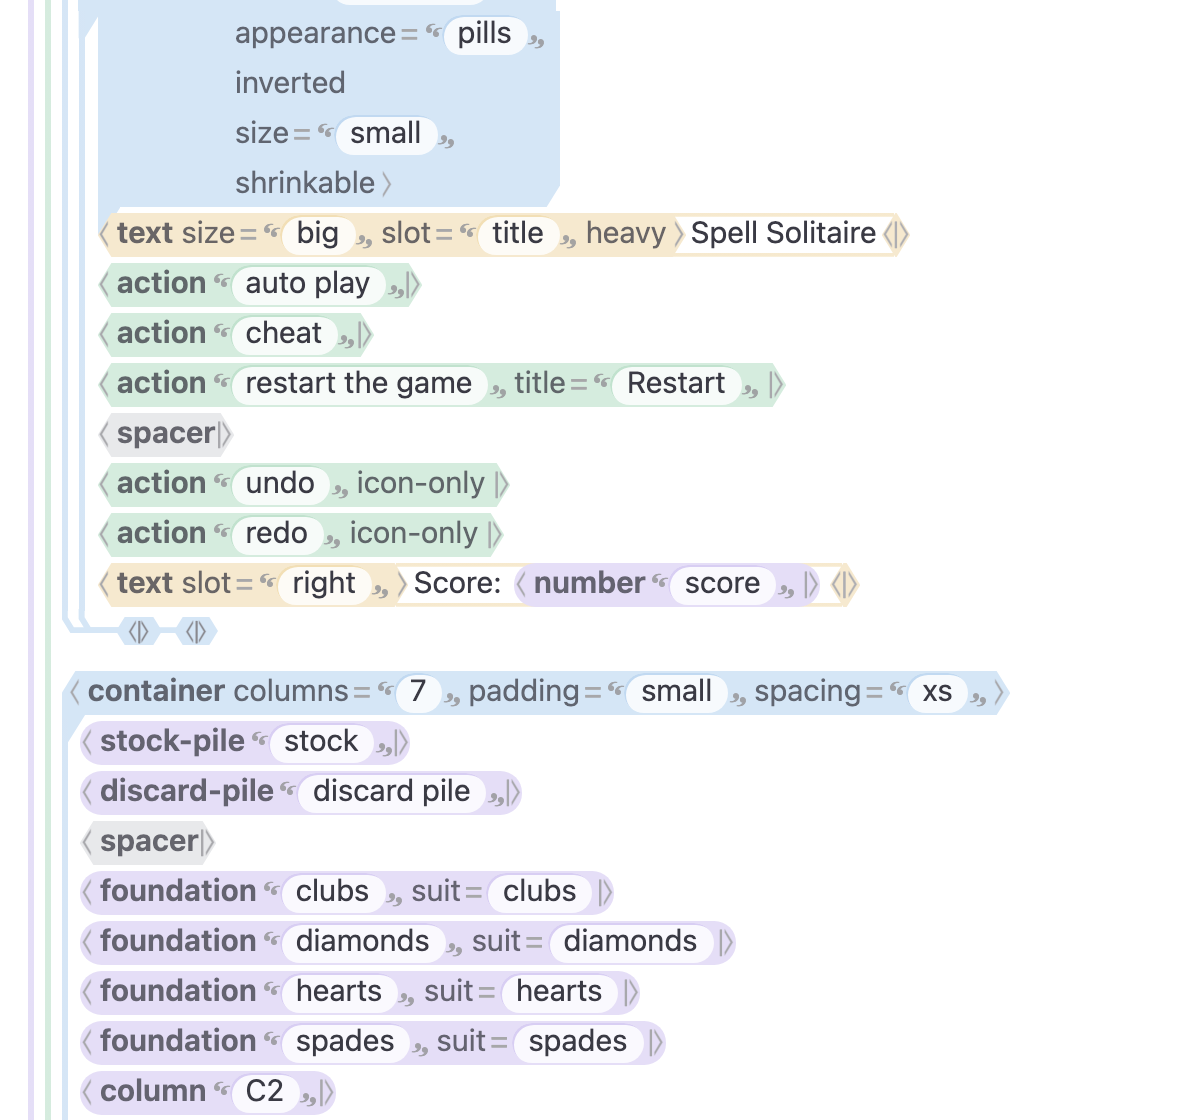 appearance=“pills”
inverted
size=“small”
shrinkable⟩
⟨text size=“big” slot=“title” heavy⟩Spell Solitaire⟨|⟩
⟨action “auto play”|⟩
⟨action “cheat”|⟩
⟨action “restart the game” title=“Restart”|⟩
⟨spacer|⟩
⟨action “undo” icon-only|⟩
⟨action “redo” icon-only|⟩
⟨text slot=“right”⟩Score: ⟨number “score”|⟩⟨|⟩
⟨|⟩ ⟨|⟩
⟨container columns=“7” padding=“small” spacing=“xs”⟩
⟨stock-pile “stock”|⟩
⟨discard-pile “discard pile”|⟩
⟨spacer|⟩
⟨foundation “clubs” suit=clubs|⟩
⟨foundation “diamonds” suit=diamonds|⟩
⟨foundation “hearts” suit=hearts|⟩
⟨foundation “spades” suit=spades|⟩
⟨column “C2”|⟩